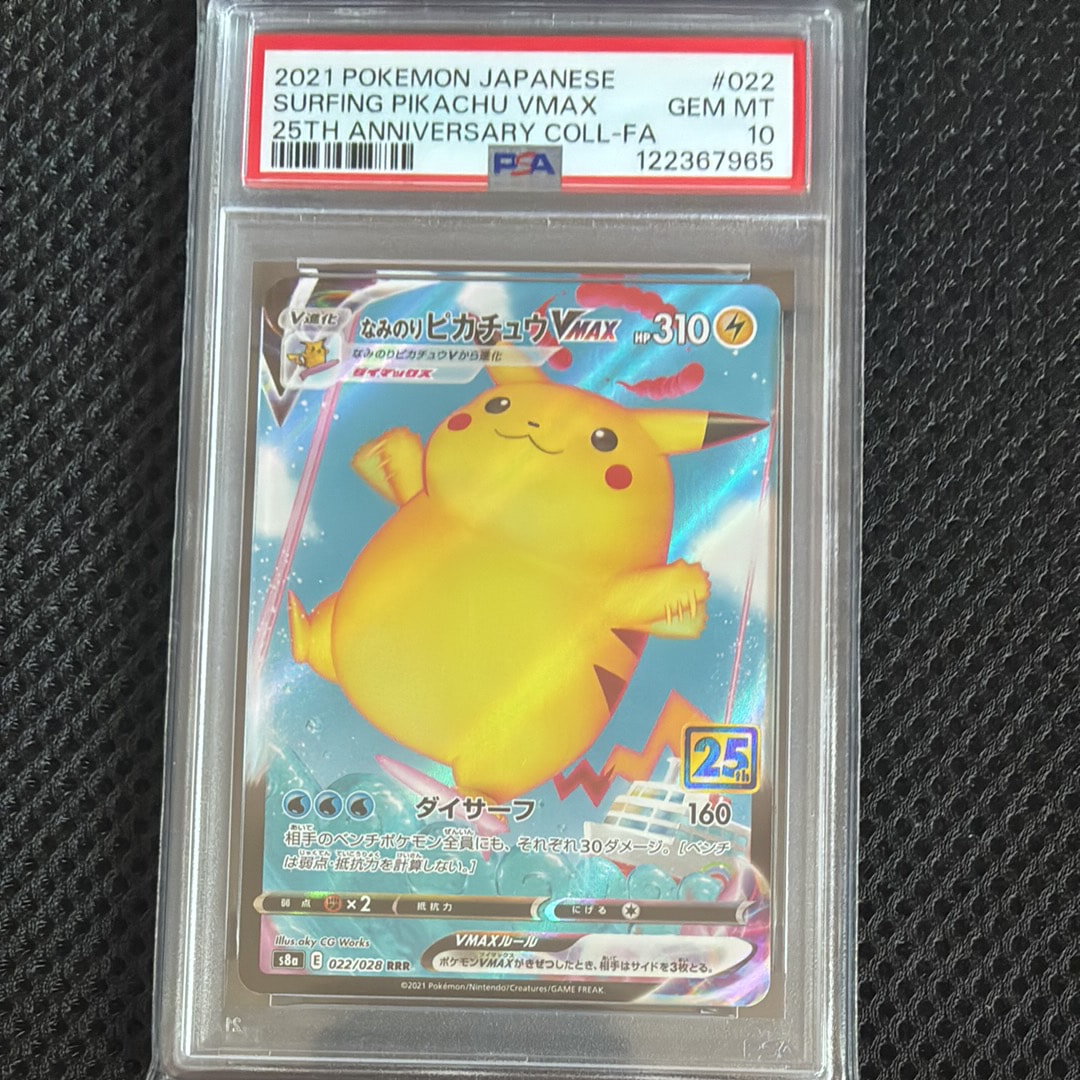 2021 POKEMON JAPANESE #022
SURFING PIKACHU VMAX GEM MT
25TH ANNIVERSARY COLL-FA 10
PSA 122367965
V進化 なみのりピカチュウVMAX HP310
なみのりピカチュウVから進化
ダイマックス
25th
ダイサーフ 160
相手のベンチポケモン全員にも、それぞれ30ダメージ。[ベンチ
は弱点・抵抗力を計算しない。]
弱点 ×2 抵抗力 にげる
Illus. aky CG Works
VMAXルール
s8a E 022/028 RRR
ポケモンVMAXがきぜつしたとき、相手はサイドを3枚とる。
©2021 Pokémon/Nintendo/Creatures/GAME FREAK.